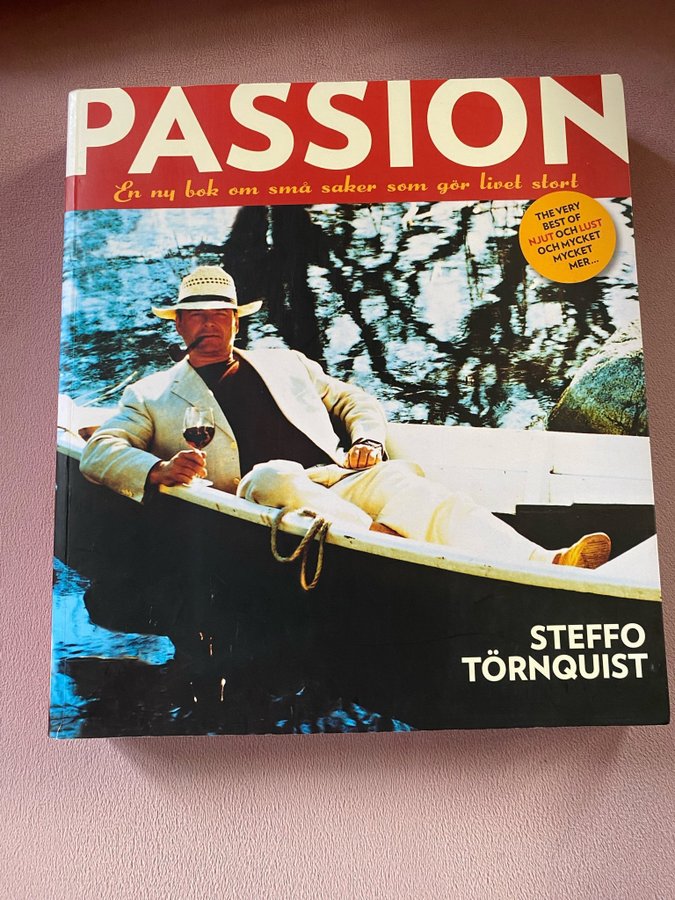 PASSION
En ny bok om små saker som gör livet stort
THE VERY
BEST OF
NJUT OCH LUST
OCH MYCKET
MYCKET
MER...
STEFFO
TÖRNQUIST